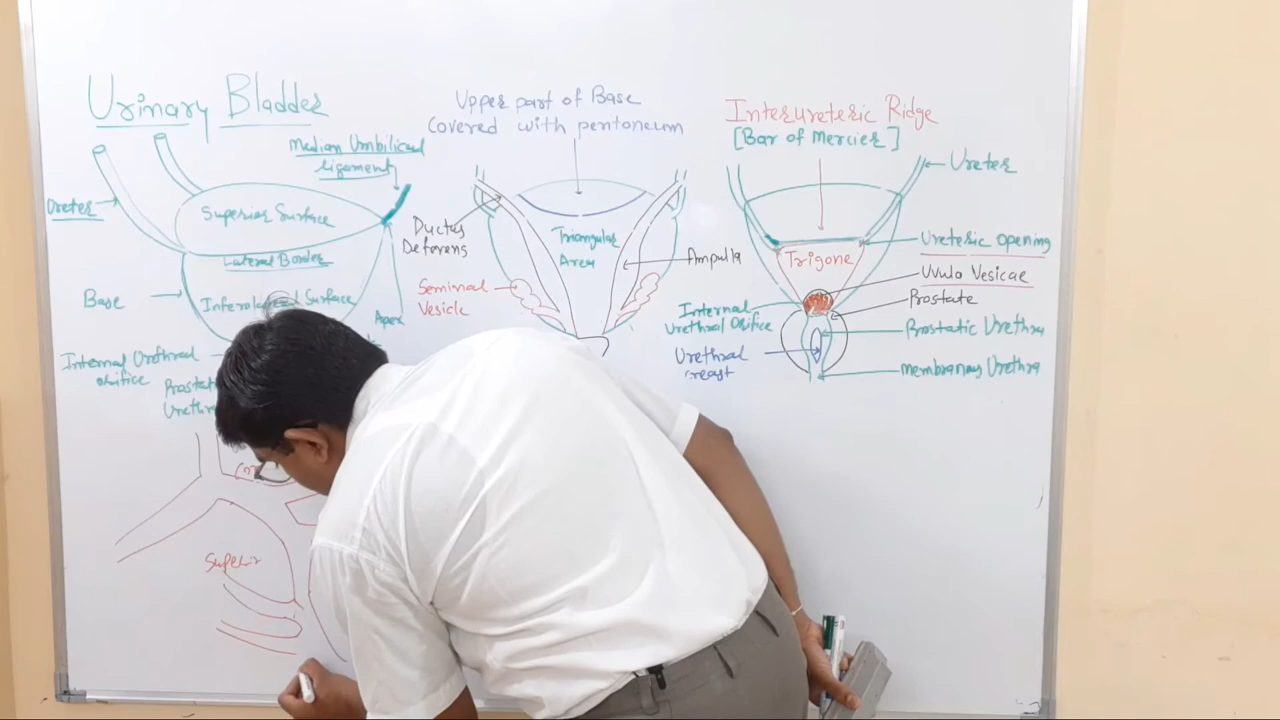 Urinary Bladder
Median Umbilical
ligament
Ureter
Superior Surface
Lateral Border
Base
Surface
Apex
Internal Urethral
Orifice
Upper part of Base
Covered with peritoneum
Ductus
Deferens
Triangular
Area
Ampulla
Seminal
Vesicle
Interureteric Ridge
[Bar of Mercier]
Ureter
Ureteric opening
Trigone
Uvula Vesicae
Prostate
Internal
Urethral Orifice
Prostatic Urethra
Urethral
crest
membranous Urethra